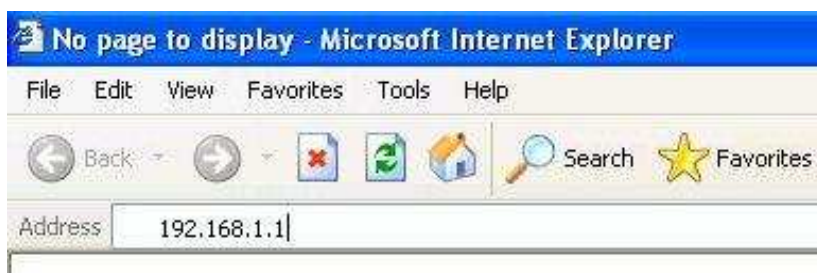 No page to display - Microsoft Internet Explorer
File Edit View Favorites Tools Help
Back Search Favorites
Address 192.168.1.1